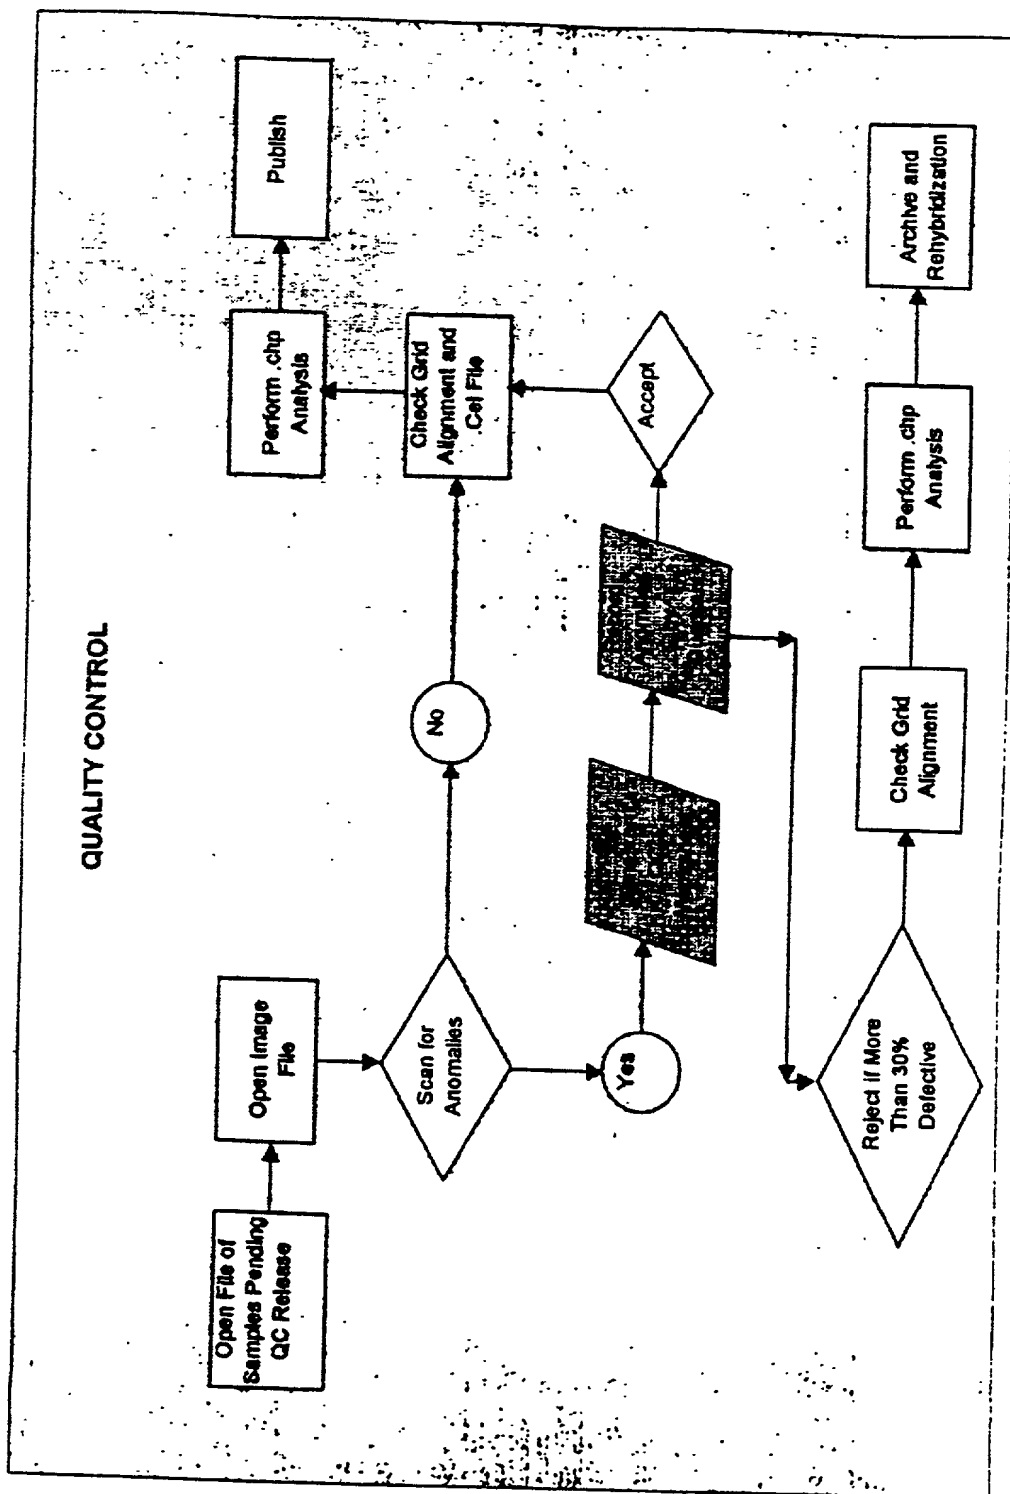 QUALITY CONTROL
Open File of
Samples Pending
QC Release
Open Image
File
Scan for
Anomalies
No
Yes
Check Grid
Alignment and
.Cel File
Perform .chp
Analysis
Publish
Accept
Reject if More
Than 30%
Defective
Check Grid
Alignment
Perform .chp
Analysis
Archive and
Rehybridization